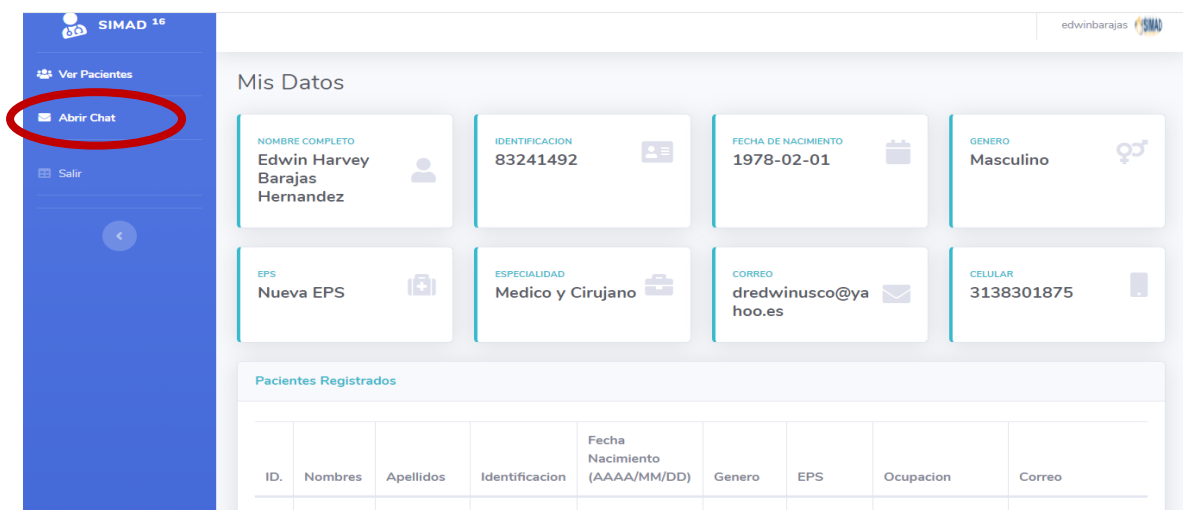 SIMAD 16
edwinbarajas
SIMAD
Ver Pacientes
Abrir Chat
Salir
Mis Datos
NOMBRE COMPLETO
Edwin Harvey
Barajas
Hernandez
IDENTIFICACION
83241492
FECHA DE NACIMIENTO
1978-02-01
GENERO
Masculino
EPS
Nueva EPS
ESPECIALIDAD
Medico y Cirujano
CORREO
dredwinusco@ya
hoo.es
CELULAR
3138301875
Pacientes Registrados
ID. Nombres Apellidos Identificacion
Fecha
Nacimiento
(AAAA/MM/DD)
Genero EPS Ocupacion Correo